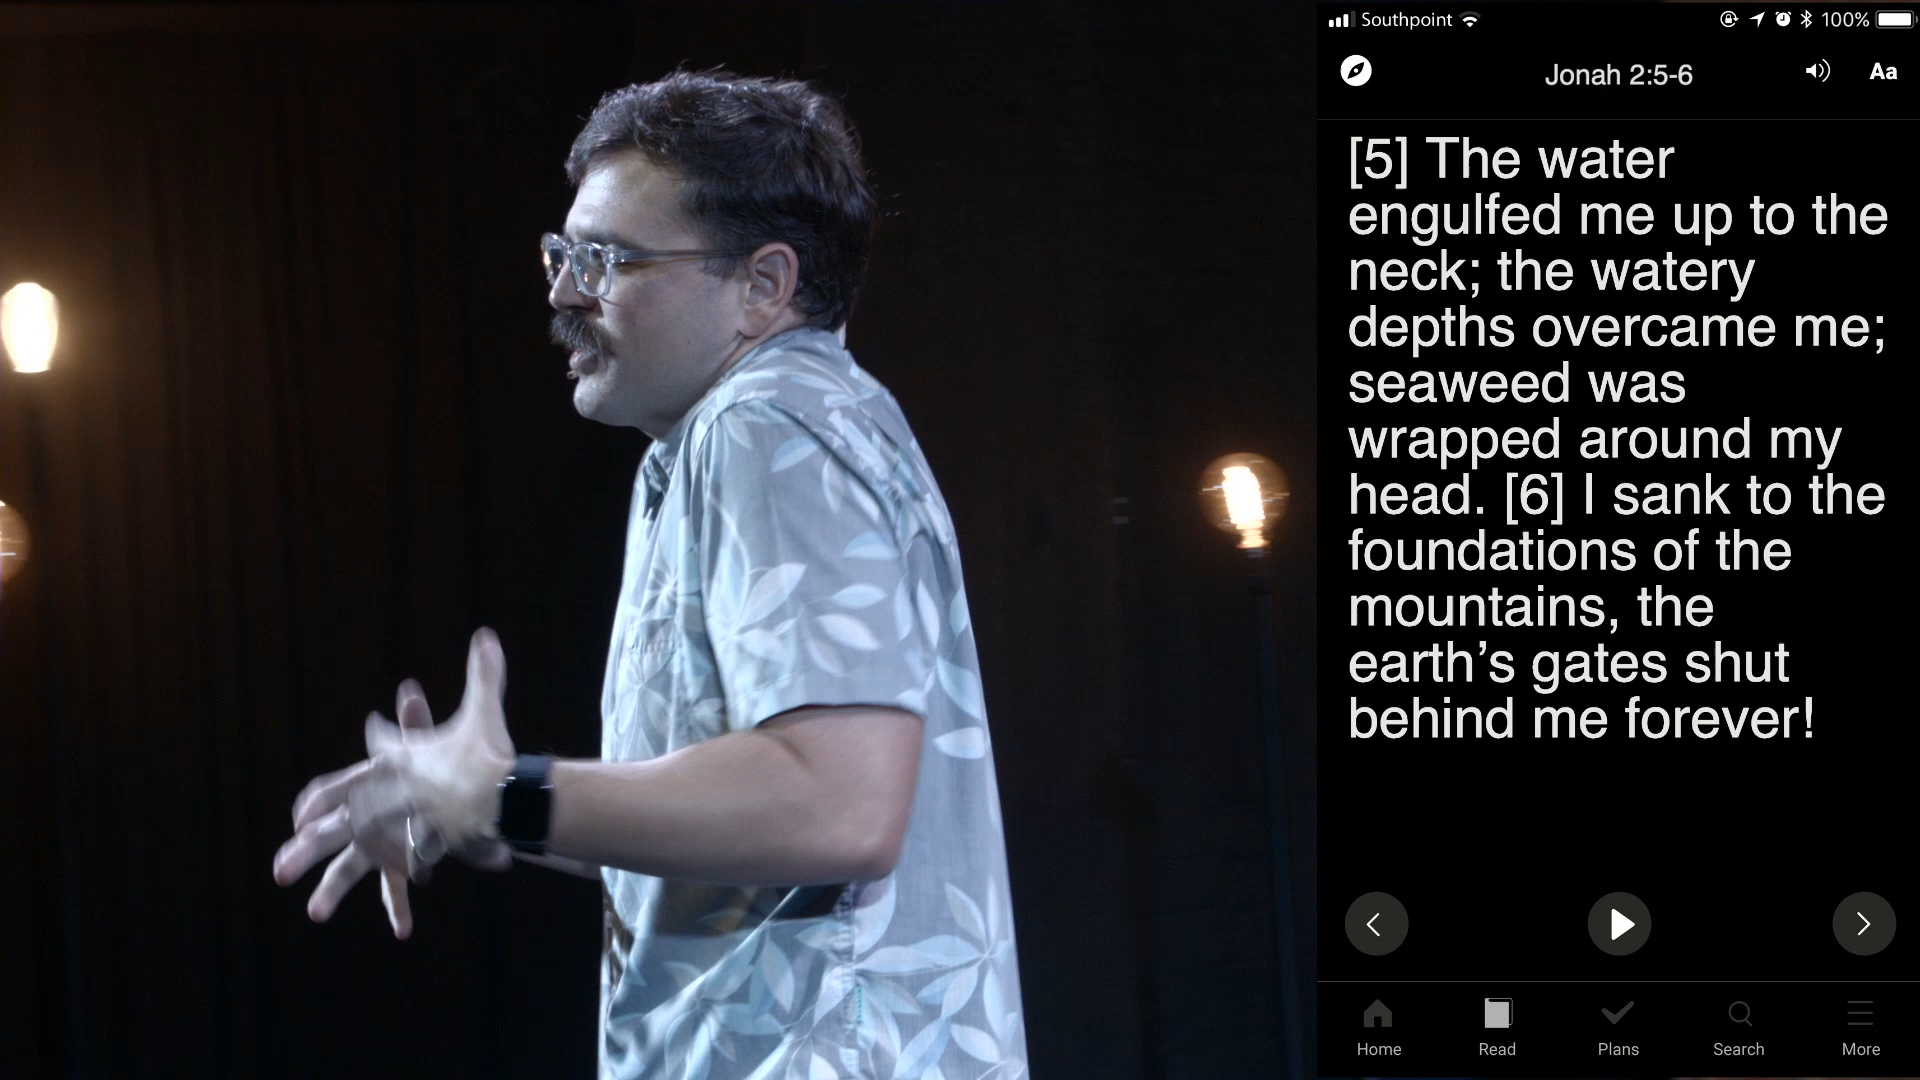 Southpoint 100%
Jonah 2:5-6 Aa
[5] The water
engulfed me up to the
neck; the watery
depths overcame me;
seaweed was
wrapped around my
head. [6] I sank to the
foundations of the
mountains, the
earth’s gates shut
behind me forever!
Home Read Plans Search More